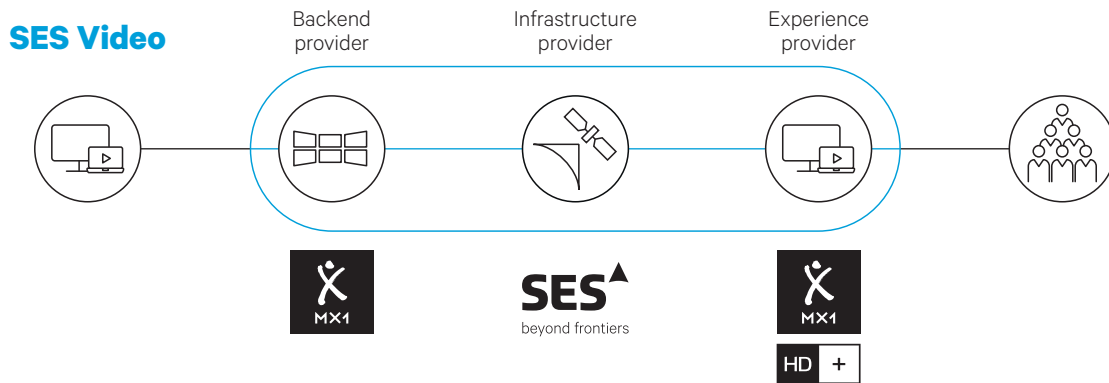 SES Video
Backend
provider
Infrastructure
provider
Experience
provider
MX1
SES
beyond frontiers
MX1
HD +